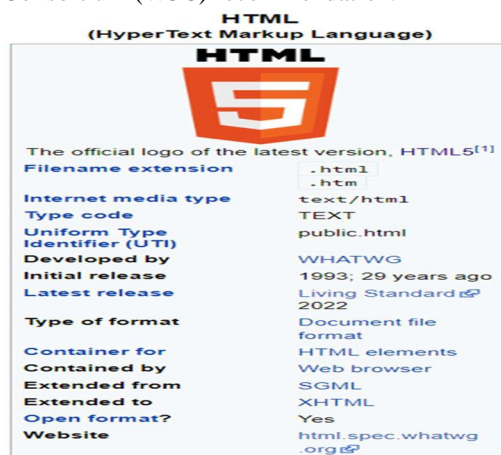 HTML
(HyperText Markup Language)
HTML
5
The official logo of the latest version, HTML5[1]
Filename extension .html
.htm
Internet media type text/html
Type code TEXT
Uniform Type public.html
Identifier (UTI)
Developed by WHATWG
Initial release 1993; 29 years ago
Latest release Living Standard
2022
Type of format Document file
format
Container for HTML elements
Contained by Web browser
Extended from SGML
Extended to XHTML
Open format? Yes
Website html.spec.whatwg
.org